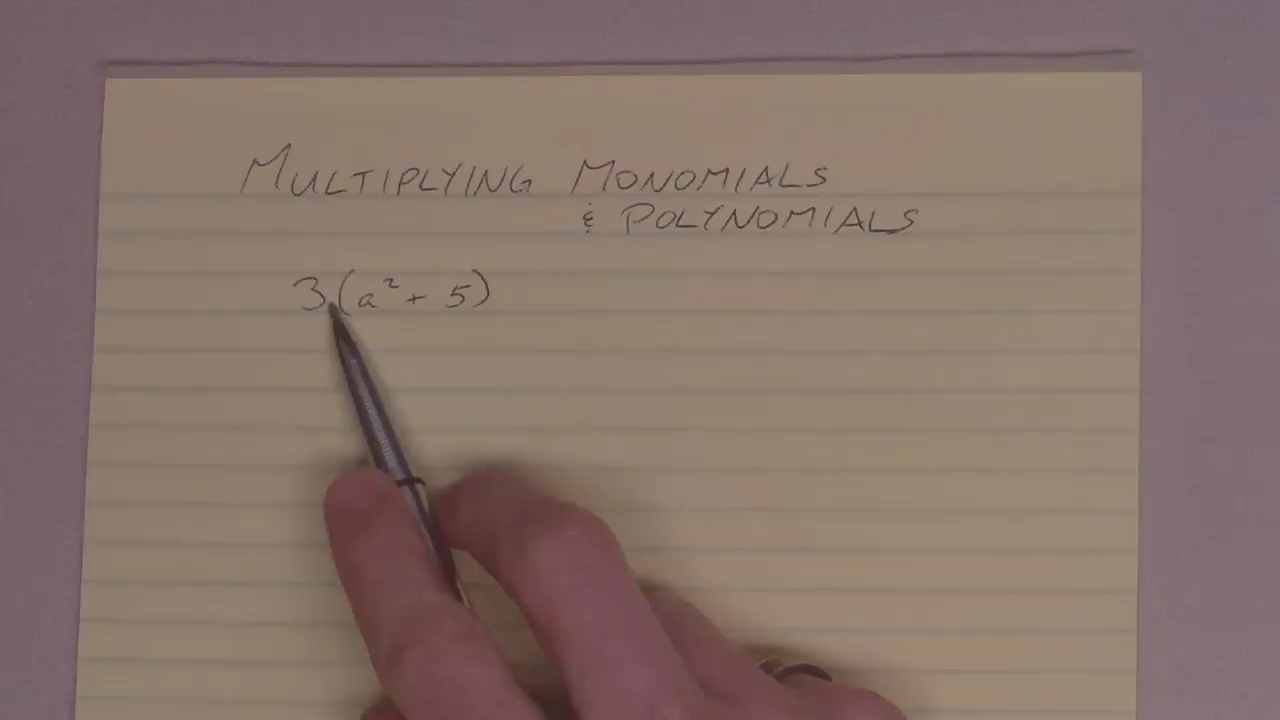 MULTIPLYING MONOMIALS
& POLYNOMIALS
3(a² + 5)